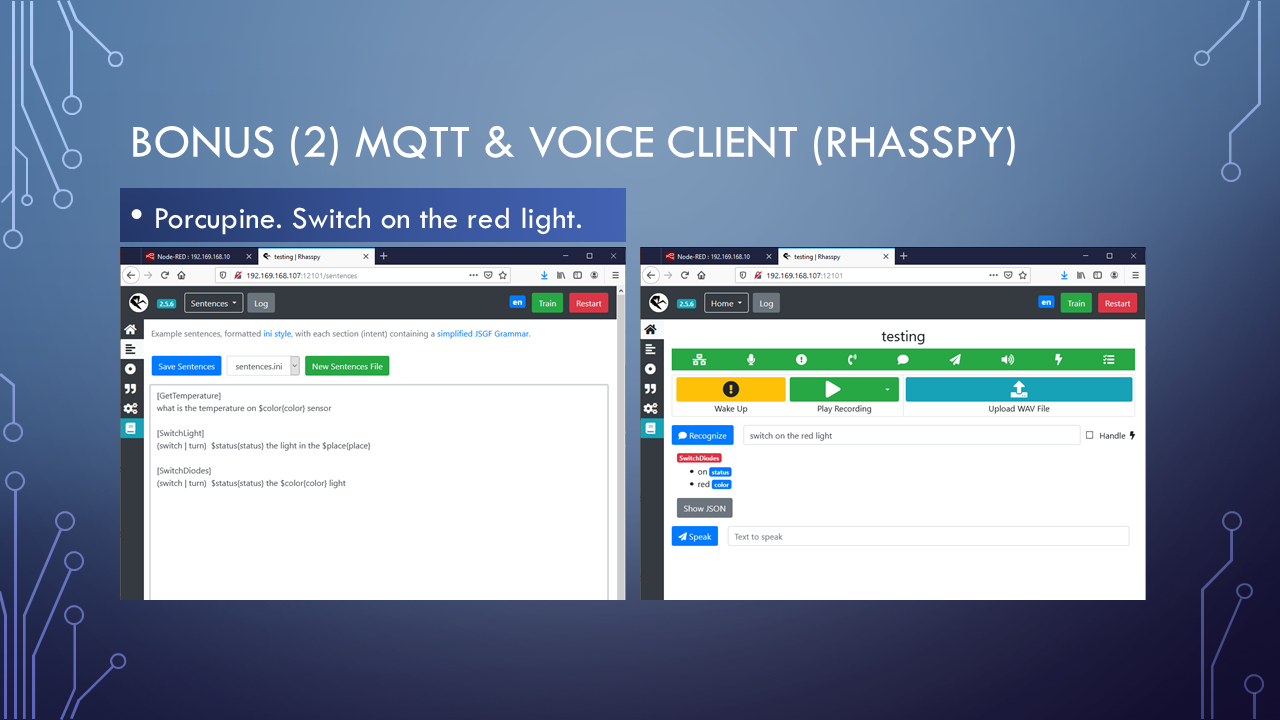 BONUS (2) MQTT & VOICE CLIENT (RHASSPY)
• Porcupine. Switch on the red light.
Node-RED : 192.169.168.10
testing | Rhasspy
192.169.168.107:12101/sentences
2.5.6
Sentences
Log
en
Train
Restart
Example sentences, formatted ini style, with each section (intent) containing a simplified JSGF Grammar.
Save Sentences
sentences.ini
New Sentences File
[GetTemperature]
what is the temperature on $color{color} sensor
[SwitchLight]
(switch | turn) $status{status} the light in the $place{place}
[SwitchDiodes]
(switch | turn) $status{status} the $color{color} light
Node-RED : 192.169.168.10
testing | Rhasspy
192.169.168.107:12101
2.5.6
Home
Log
en
Train
Restart
testing
Wake Up
Play Recording
Upload WAV File
Recognize
switch on the red light
Handle
SwitchDiodes
• on status
• red color
Show JSON
Speak
Text to speak